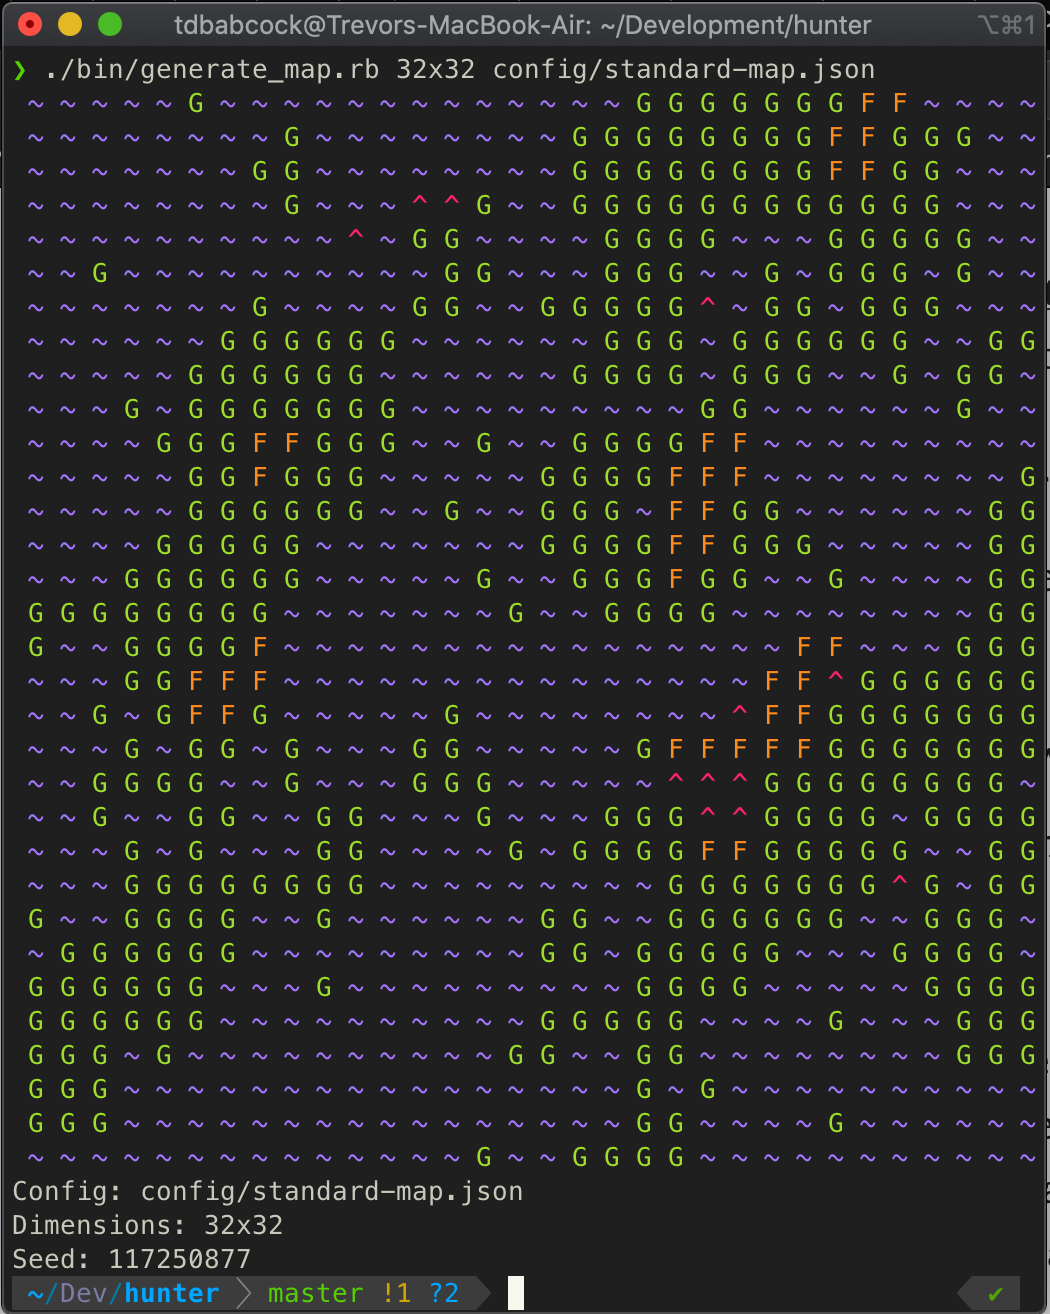 tdbabcock@Trevors-MacBook-Air: ~/Development/hunter ⌥⌘1
❯ ./bin/generate_map.rb 32x32 config/standard-map.json
~ ~ ~ ~ ~ G ~ ~ ~ ~ ~ ~ ~ ~ ~ ~ ~ ~ ~ G G G G G G G F F ~ ~ ~ ~
~ ~ ~ ~ ~ ~ ~ ~ G ~ ~ ~ ~ ~ ~ ~ ~ G G G G G G G G F F G G G ~ ~
~ ~ ~ ~ ~ ~ ~ G G ~ ~ ~ ~ ~ ~ ~ ~ G G G G G G G G F F G G ~ ~ ~
~ ~ ~ ~ ~ ~ ~ ~ G ~ ~ ~ ^ ^ G ~ ~ G G G G G G G G G G G G ~ ~ ~
~ ~ ~ ~ ~ ~ ~ ~ ~ ~ ^ ~ G G ~ ~ ~ ~ G G G G ~ ~ ~ G G G G G ~ ~
~ ~ G ~ ~ ~ ~ ~ ~ ~ ~ ~ ~ G G ~ ~ ~ G G G ~ ~ G ~ G G G ~ G ~ ~
~ ~ ~ ~ ~ ~ ~ G ~ ~ ~ ~ G G ~ ~ G G G G G ^ ~ G G ~ G G G ~ ~ ~
~ ~ ~ ~ ~ ~ G G G G G G ~ ~ ~ ~ ~ ~ G G G ~ G G G G G G ~ ~ G G
~ ~ ~ ~ ~ G G G G G G ~ ~ ~ ~ ~ ~ G G G G ~ G G G ~ ~ G ~ G G ~
~ ~ ~ G ~ G G G G G G G ~ ~ ~ ~ ~ ~ ~ ~ ~ G G ~ ~ ~ ~ ~ ~ G ~ ~
~ ~ ~ ~ G G G F F G G G ~ ~ G ~ ~ G G G G F F ~ ~ ~ ~ ~ ~ ~ ~ ~
~ ~ ~ ~ ~ G G F G G G ~ ~ ~ ~ ~ G G G G F F F ~ ~ ~ ~ ~ ~ ~ ~ G
~ ~ ~ ~ ~ G G G G G G ~ ~ G ~ ~ G G G ~ F F G G ~ ~ ~ ~ ~ ~ G G
~ ~ ~ ~ G G G G G ~ ~ ~ ~ ~ ~ ~ G G G G F F G G G ~ ~ ~ ~ ~ G G
~ ~ ~ G G G G G G ~ ~ ~ ~ ~ G ~ ~ G G G F G G ~ ~ G ~ ~ ~ ~ G G
G G G G G G G G ~ ~ ~ ~ ~ ~ ~ G ~ ~ G G G G ~ ~ ~ ~ ~ ~ ~ ~ G G
G ~ ~ G G G G F ~ ~ ~ ~ ~ ~ ~ ~ ~ ~ ~ ~ ~ ~ ~ ~ F F ~ ~ ~ G G G
~ ~ ~ G G F F F ~ ~ ~ ~ ~ ~ ~ ~ ~ ~ ~ ~ ~ ~ ~ F F ^ G G G G G G
~ ~ G ~ G F F G ~ ~ ~ ~ ~ G ~ ~ ~ ~ ~ ~ ~ ~ ^ F F G G G G G G G
~ ~ ~ G ~ G G ~ G ~ ~ ~ G G ~ ~ ~ ~ ~ G F F F F F G G G G G G G
~ ~ G G G G ~ ~ G ~ ~ ~ G G G ~ ~ ~ ~ ~ ^ ^ ^ G G G G G G G G ~
~ ~ G ~ ~ G G ~ ~ G G ~ ~ ~ G ~ ~ ~ G G G ^ ^ G G G G ~ G G G G
~ ~ ~ G ~ G ~ ~ ~ G G ~ ~ ~ ~ G ~ G G G G F F G G G G G ~ ~ G G
~ ~ ~ G G G G G G G G ~ ~ ~ ~ ~ ~ ~ ~ ~ G G G G G G G ^ G ~ G G
G ~ ~ G G G G ~ ~ G ~ ~ ~ ~ ~ ~ G G ~ ~ G G G G G G ~ ~ G G G ~
~ G G G G G G ~ ~ ~ ~ ~ ~ ~ ~ ~ G G ~ G G G G G ~ ~ ~ G G G G ~
G G G G G G ~ ~ ~ G ~ ~ ~ ~ ~ ~ ~ ~ ~ G G G G ~ ~ ~ ~ ~ G G G G
G G G G G G ~ ~ ~ ~ ~ ~ ~ ~ ~ ~ G G G G G ~ ~ ~ ~ G ~ ~ ~ G G G
G G G ~ G ~ ~ ~ ~ ~ ~ ~ ~ ~ ~ G G ~ ~ G G ~ ~ ~ ~ ~ ~ ~ ~ G G G
G G G ~ ~ ~ ~ ~ ~ ~ ~ ~ ~ ~ ~ ~ ~ ~ ~ G ~ G ~ ~ ~ ~ ~ ~ ~ ~ ~ ~
G G G ~ ~ ~ ~ ~ ~ ~ ~ ~ ~ ~ ~ ~ ~ ~ ~ G G ~ ~ ~ ~ G ~ ~ ~ ~ ~ ~
~ ~ ~ ~ ~ ~ ~ ~ ~ ~ ~ ~ ~ ~ G ~ ~ G G G G ~ ~ ~ ~ ~ ~ ~ ~ ~ ~ ~
Config: config/standard-map.json
Dimensions: 32x32
Seed: 117250877
~/Dev/hunter master !1 ?2 ✔